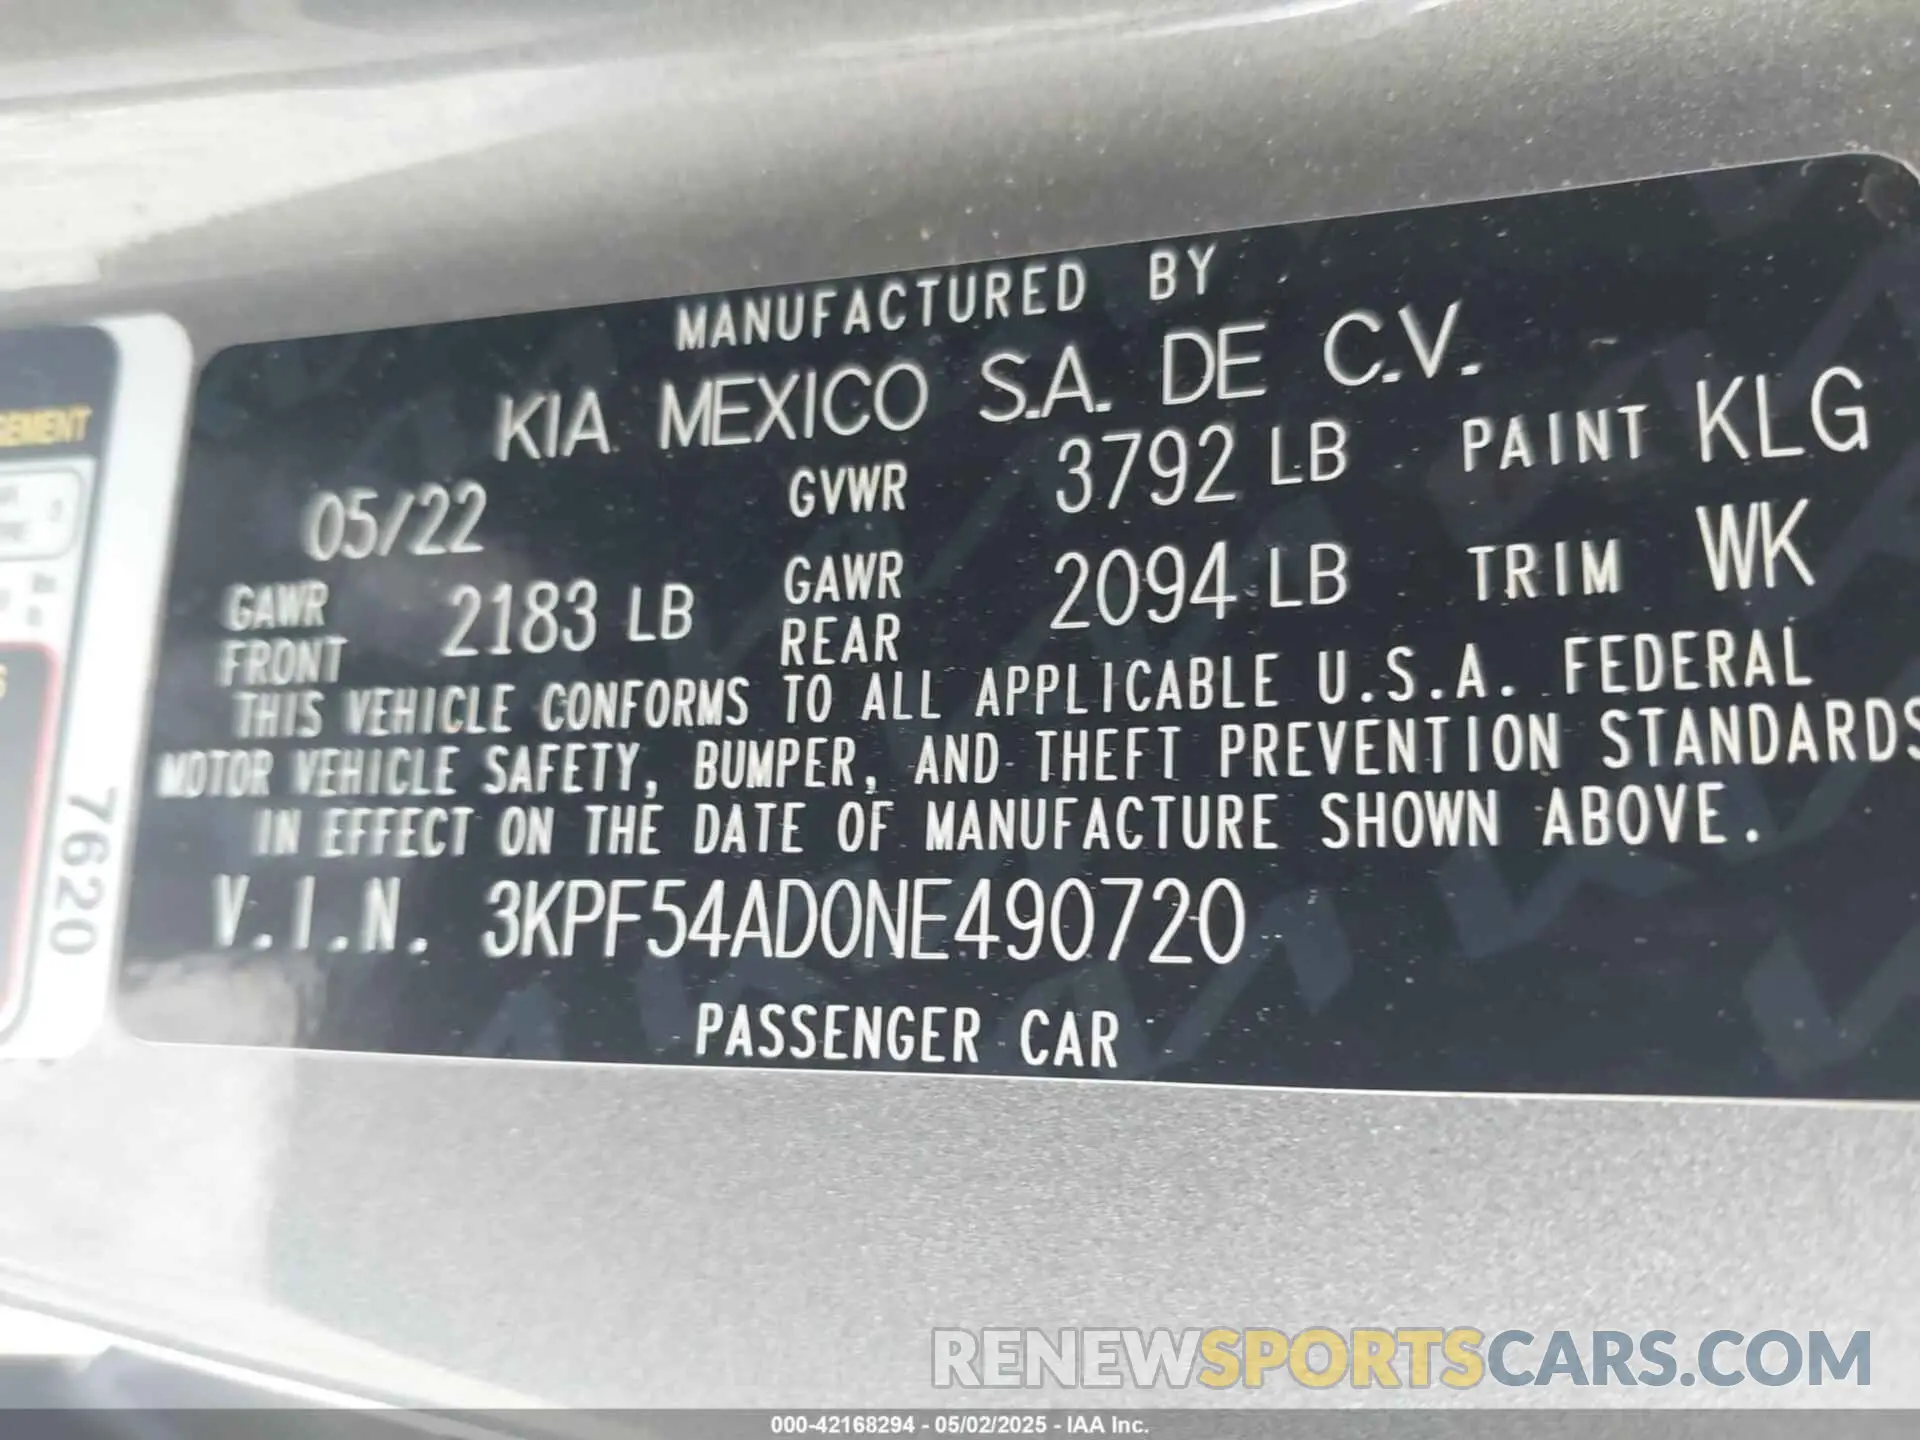 MANUFACTURED BY
KIA MEXICO S.A. DE C.V.
05/22 GVWR 3792 LB PAINT KLG
GAWR FRONT 2183 LB GAWR REAR 2094 LB TRIM WK
THIS VEHICLE CONFORMS TO ALL APPLICABLE U.S.A. FEDERAL
MOTOR VEHICLE SAFETY, BUMPER, AND THEFT PREVENTION STANDARDS
IN EFFECT ON THE DATE OF MANUFACTURE SHOWN ABOVE.
V.I.N. 3KPF54AD0NE490720
PASSENGER CAR
7620
RENEWSPORTSCARS.COM
000-42168294 - 05/02/2025 - IAA Inc.